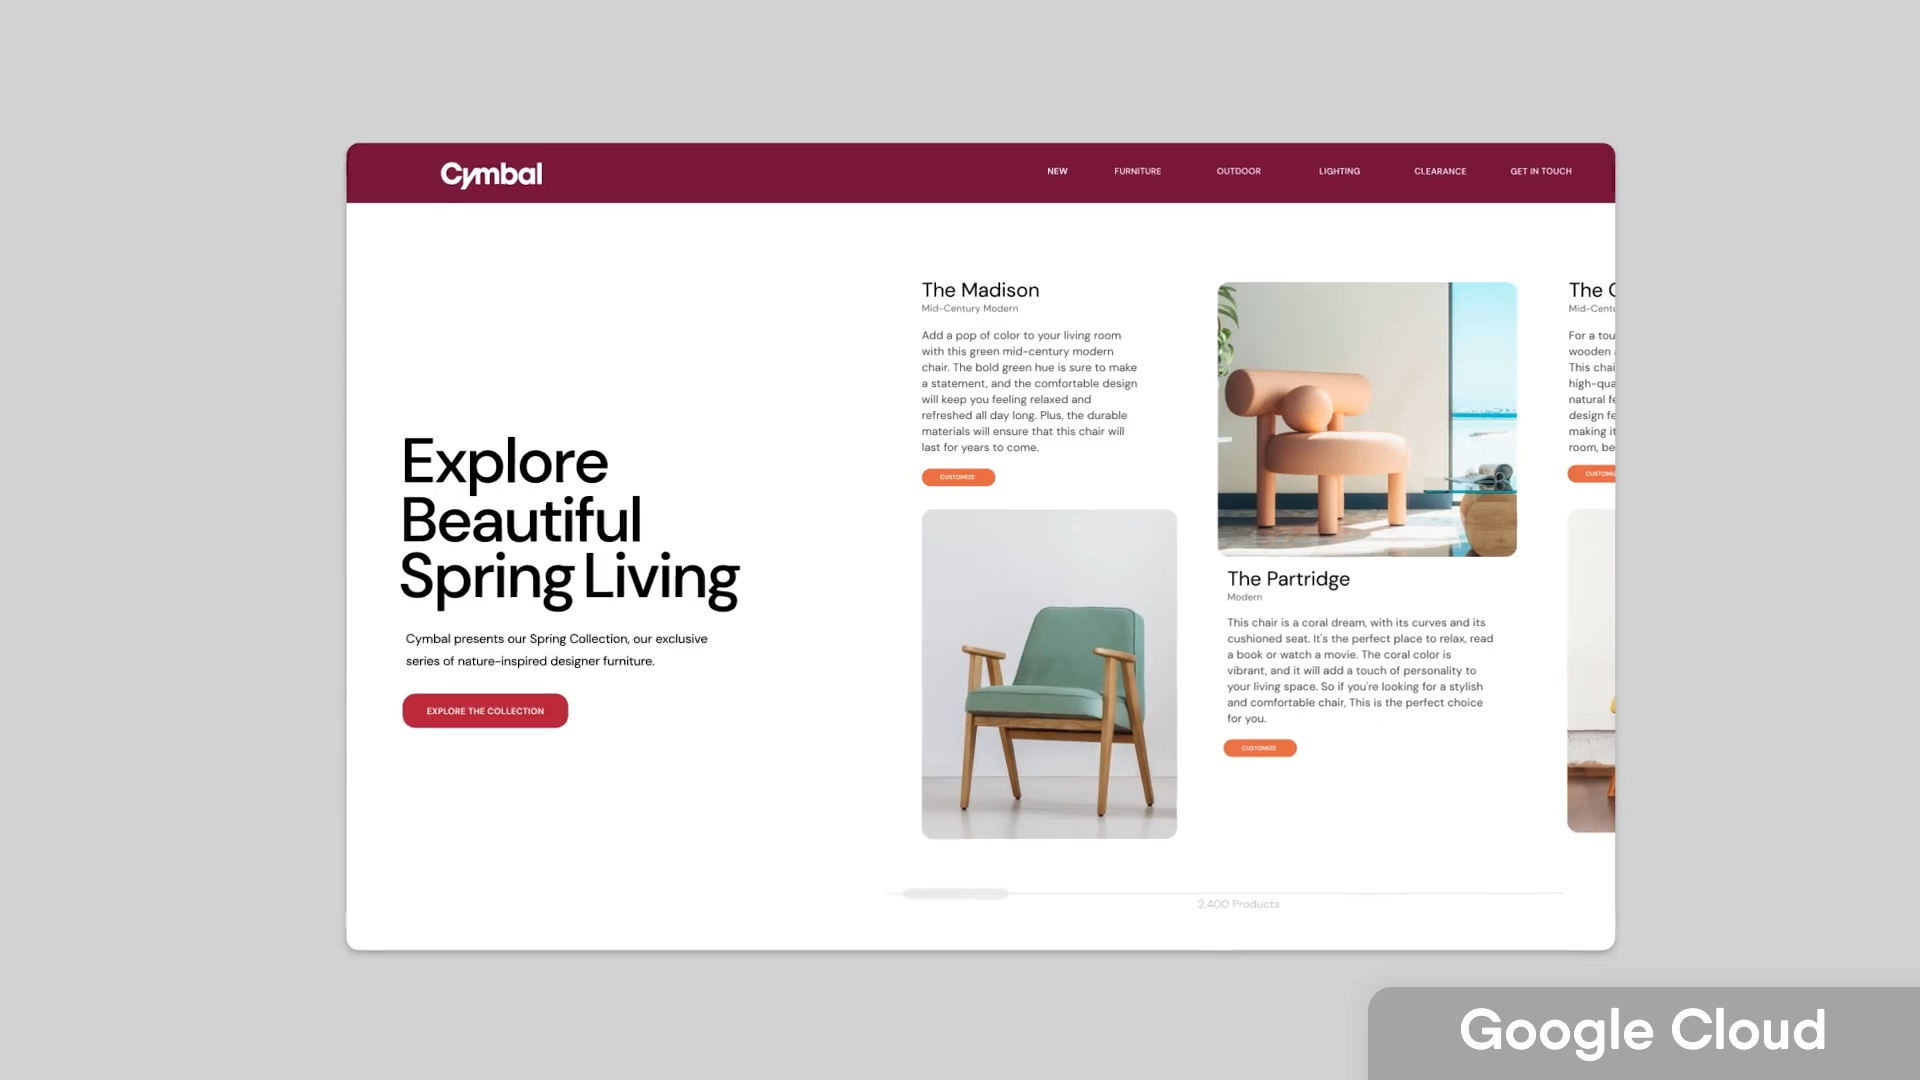 Cymbal
NEW
FURNITURE
OUTDOOR
LIGHTING
CLEARANCE
GET IN TOUCH
Explore
Beautiful
Spring Living
Cymbal presents our Spring Collection, our exclusive
series of nature-inspired designer furniture.
EXPLORE THE COLLECTION
The Madison
Mid-Century Modern
Add a pop of color to your living room
with this green mid-century modern
chair. The bold green hue is sure to make
a statement, and the comfortable design
will keep you feeling relaxed and
refreshed all day long. Plus, the durable
materials will ensure that this chair will
last for years to come.
CUSTOMIZE
The Partridge
Modern
This chair is a coral dream, with its curves and its
cushioned seat. It's the perfect place to relax, read
a book or watch a movie. The coral color is
vibrant, and it will add a touch of personality to
your living space. So if you're looking for a stylish
and comfortable chair, This is the perfect choice
for you.
CUSTOMIZE
The
For a
wooden
This
natural
design
making
room,
2,400 Products
Google Cloud